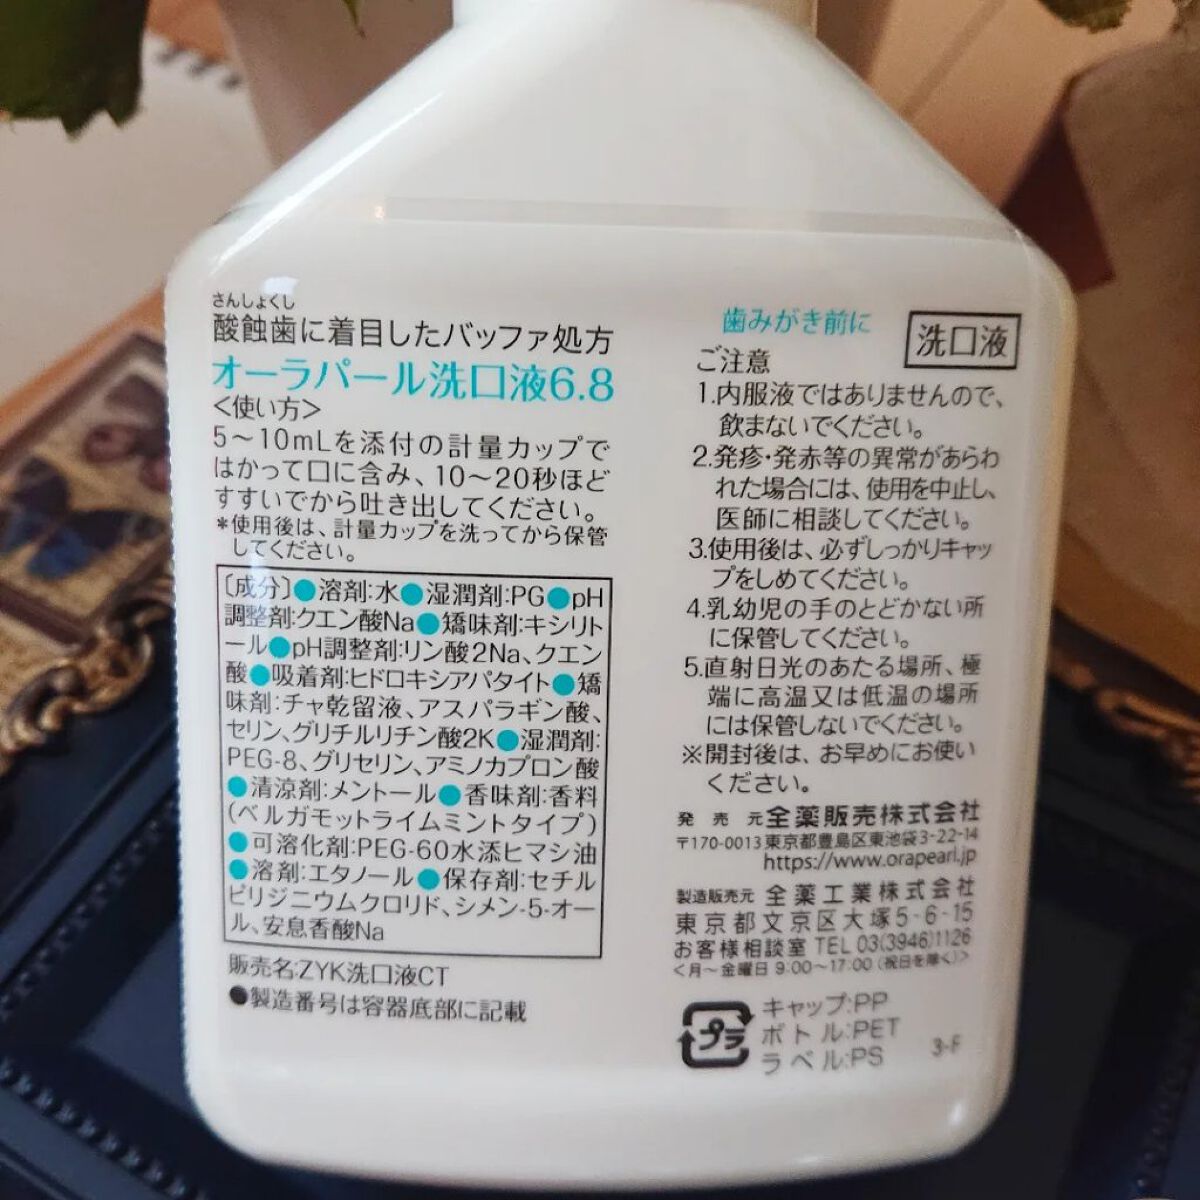 さんしょくし
酸蝕歯に着目したバッファ処方
オーラパール洗口液6.8
<使い方>
5～10mLを添付の計量カップで
はかって口に含み、10～20秒ほど
すすいでから吐き出してください。
*使用後は、計量カップを洗ってから保管
してください。
[成分]●溶剤:水●湿潤剤:PG●pH
調整剤:クエン酸Na●矯味剤:キシリト
ール●pH調整剤:リン酸2Na、クエン
酸●吸着剤:ヒドロキシアパタイト●矯
味剤:チャ乾留液、アスパラギン酸、
セリン、グリチルリチン酸2K●湿潤剤:
PEG-8、グリセリン、アミノカプロン酸
●清涼剤:メントール●香味剤:香料
(ベルガモットライムミントタイプ)
●可溶化剤:PEG-60水添ヒマシ油
●溶剤:エタノール●保存剤:セチル
ピリジニウムクロリド、シメン-5-オー
ル、安息香酸Na
販売名:ZYK洗口液CT
●製造番号は容器底部に記載
歯みがき前に
洗口液
ご注意
1.内服液ではありませんので、
飲まないでください。
2.発疹・発赤等の異常があらわ
れた場合には、使用を中止し、
医師に相談してください。
3.使用後は、必ずしっかりキャッ
プをしめてください。
4.乳幼児の手のとどかない所
に保管してください。
5.直射日光のあたる場所、極
端に高温又は低温の場所
には保管しないでください。
※開封後は、お早めにお使い
ください。
発売元 全薬販売株式会社
〒170-0013 東京都豊島区東池袋3-22-14
https://www.orapearl.jp
製造販売元 全薬工業株式会社
東京都文京区大塚5-6-15
お客様相談室 TEL 03(3946)1126
<月～金曜日 9:00～17:00 (祝日を除く)>
プラ
キャップ:PP
ボトル:PET
ラベル:PS
3-F